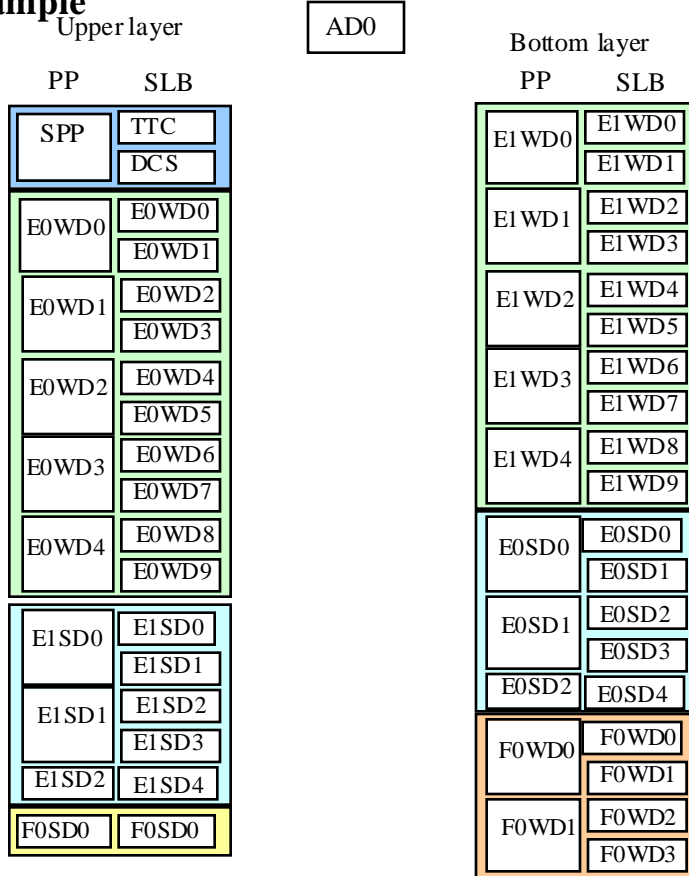 Upper layer
AD0
Bottom layer
PP SLB
SPP
TTC
DCS
E0WD0
E0WD0
E0WD1
E0WD1
E0WD2
E0WD3
E0WD2
E0WD4
E0WD5
E0WD3
E0WD6
E0WD7
E0WD4
E0WD8
E0WD9
E1SD0
E1SD0
E1SD1
E1SD1
E1SD2
E1SD3
E1SD2
E1SD4
F0SD0
F0SD0
PP SLB
E1WD0
E1WD0
E1WD1
E1WD1
E1WD2
E1WD3
E1WD2
E1WD4
E1WD5
E1WD3
E1WD6
E1WD7
E1WD4
E1WD8
E1WD9
E0SD0
E0SD0
E0SD1
E0SD1
E0SD2
E0SD3
E0SD2
E0SD4
F0WD0
F0WD0
F0WD1
F0WD1
F0WD2
F0WD3